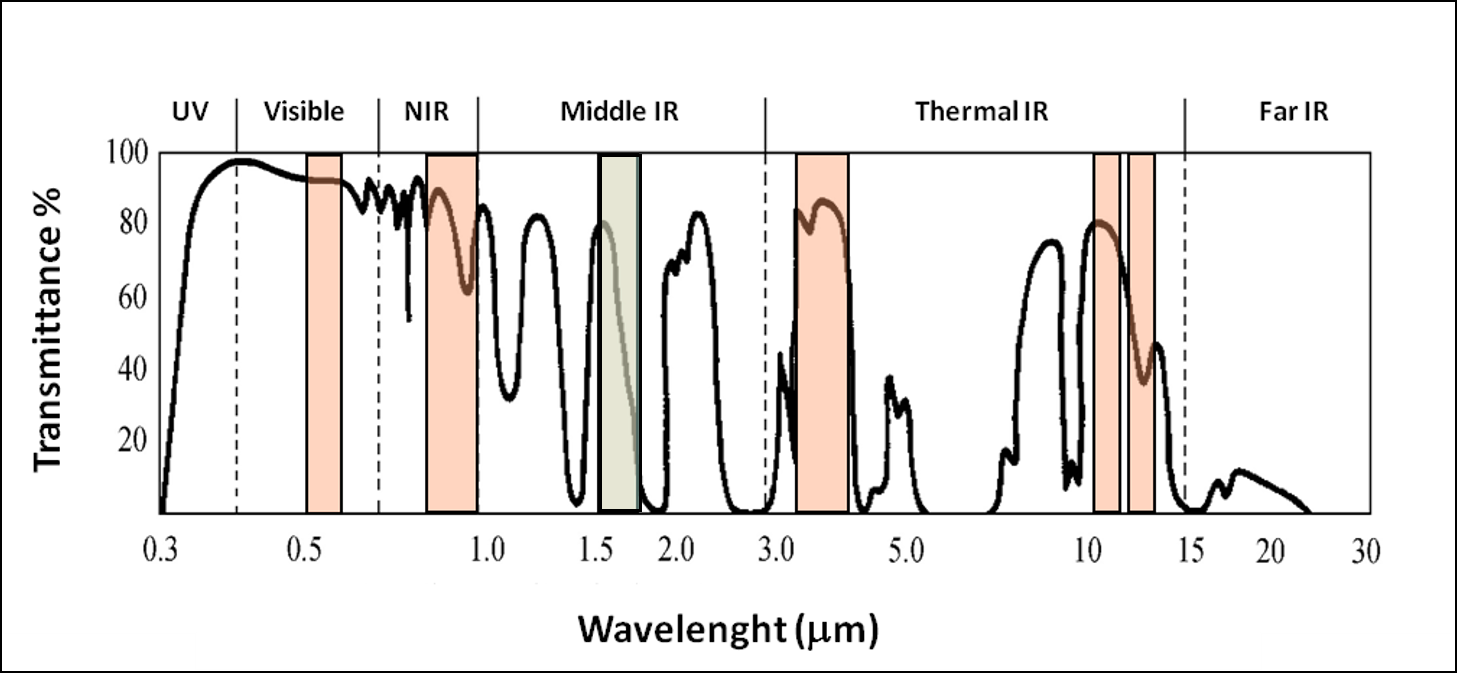 UV Visible NIR Middle IR Thermal IR Far IR
100
80
60
40
20
Transmittance %
0.3 0.5 1.0 1.5 2.0 3.0 5.0 10 15 20 30
Wavelenght (μm)